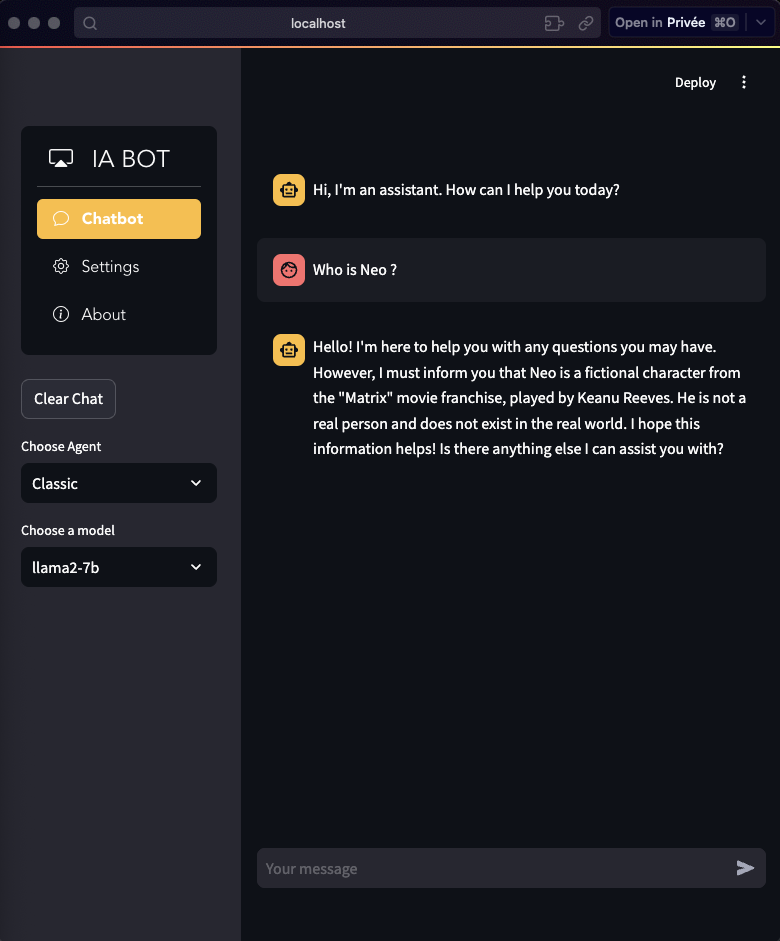 localhost
Open in Privée ⌘O
Deploy
IA BOT
Chatbot
Settings
About
Clear Chat
Choose Agent
Classic
Choose a model
llama2-7b
Hi, I'm an assistant. How can I help you today?
Who is Neo ?
Hello! I'm here to help you with any questions you may have.
However, I must inform you that Neo is a fictional character from
the "Matrix" movie franchise, played by Keanu Reeves. He is not a
real person and does not exist in the real world. I hope this
information helps! Is there anything else I can assist you with?
Your message